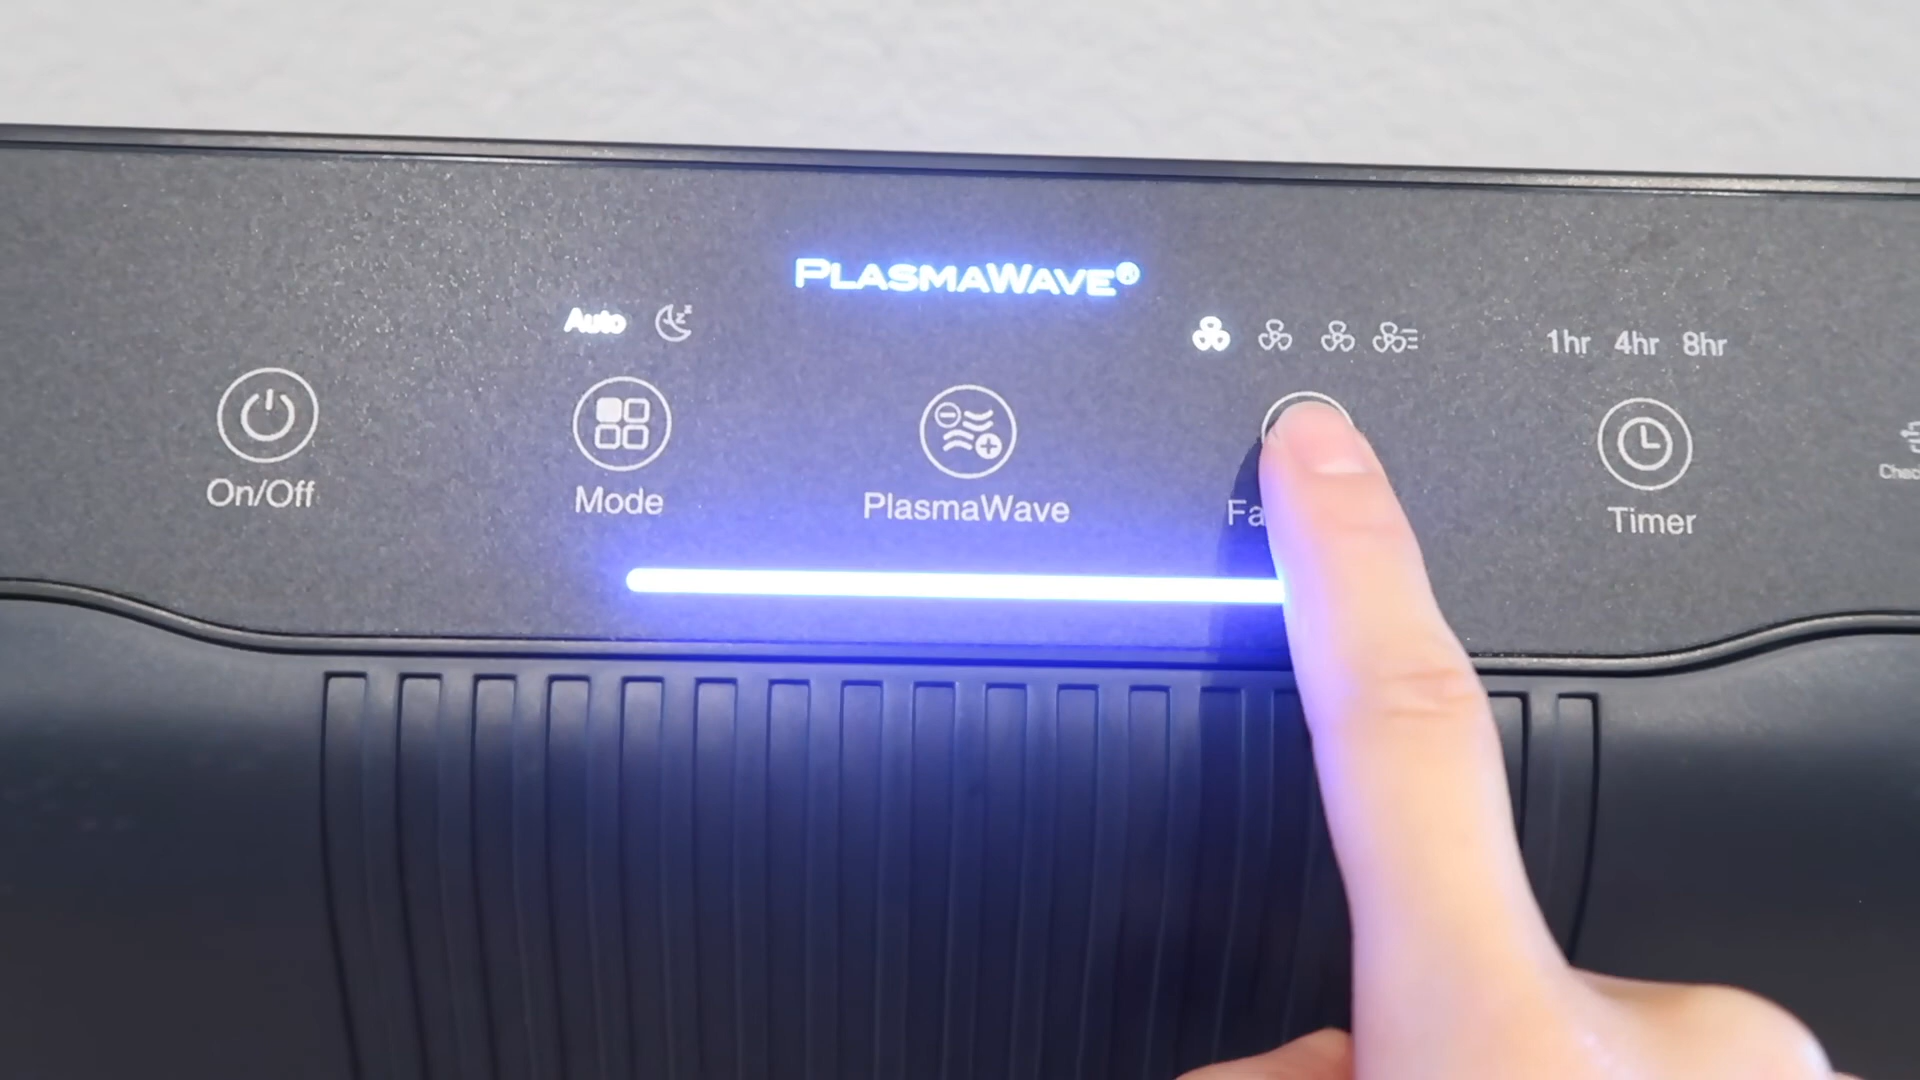 PLASMAWAVE®
Auto
1hr 4hr 8hr
On/Off
Mode
PlasmaWave
Timer